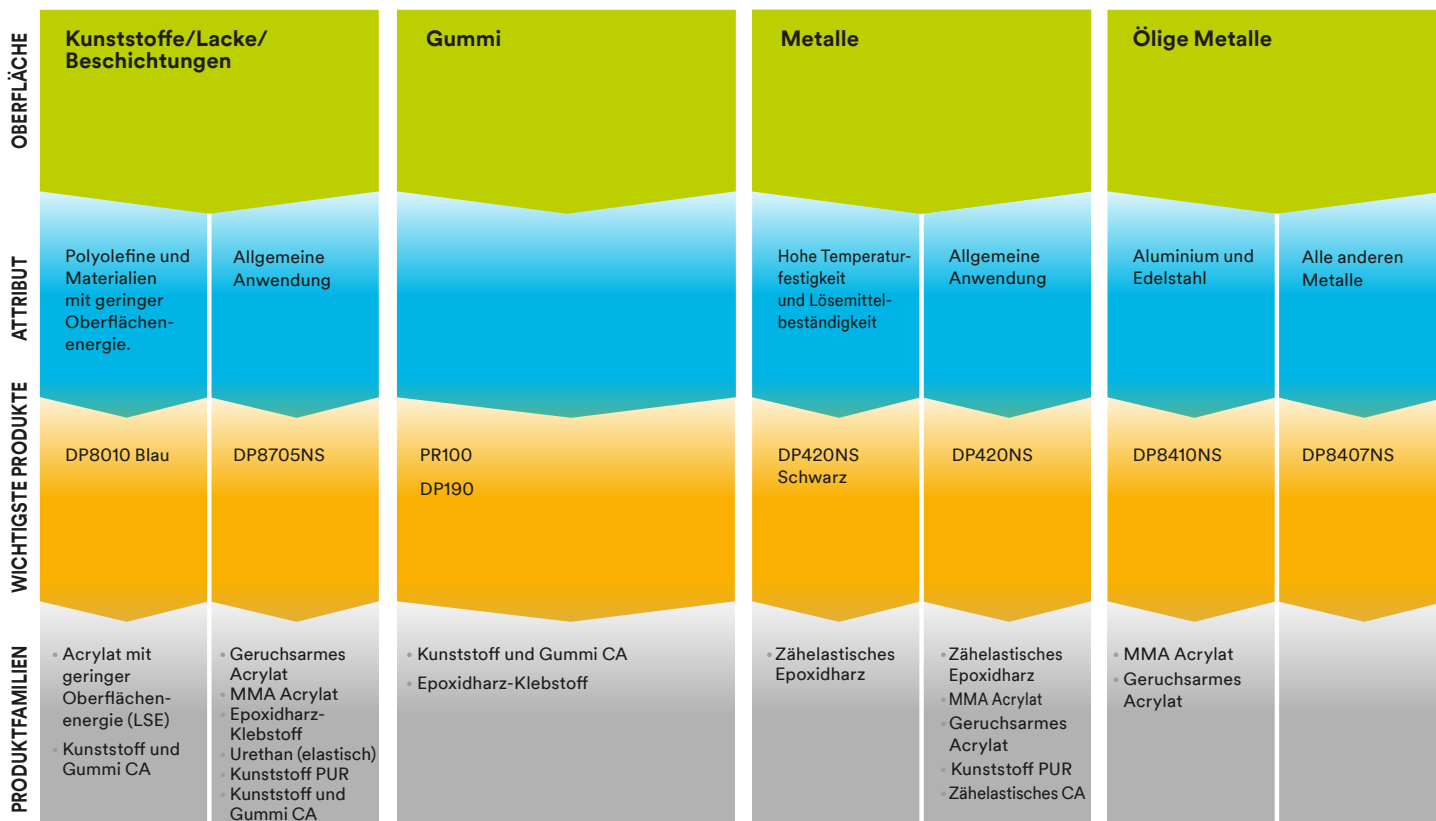 OBERFLÄCHE
Kunststoffe/Lacke/
Beschichtungen
Gummi
Metalle
Ölige Metalle
ATTRIBUT
Polyolefine und
Materialien
mit geringer
Oberflächen-
energie.
Allgemeine
Anwendung
Hohe Temperatur-
festigkeit
und Lösemittel-
beständigkeit
Allgemeine
Anwendung
Aluminium und
Edelstahl
Alle anderen
Metalle
WICHTIGSTE PRODUKTE
DP8010 Blau
DP8705NS
PR100
DP190
DP420NS
Schwarz
DP420NS
DP8410NS
DP8407NS
PRODUKTFAMILIEN
• Acrylat mit
geringer
Oberflächen-
energie (LSE)
• Kunststoff und
Gummi CA
• Geruchsarmes
Acrylat
• MMA Acrylat
• Epoxidharz-
Klebstoff
• Urethan (elastisch)
• Kunststoff PUR
• Kunststoff und
Gummi CA
• Kunststoff und Gummi CA
• Epoxidharz-Klebstoff
• Zähelastisches
Epoxidharz
• Zähelastisches
Epoxidharz
• MMA Acrylat
• Geruchsarmes
Acrylat
• Kunststoff PUR
• Zähelastisches CA
• MMA Acrylat
• Geruchsarmes
Acrylat